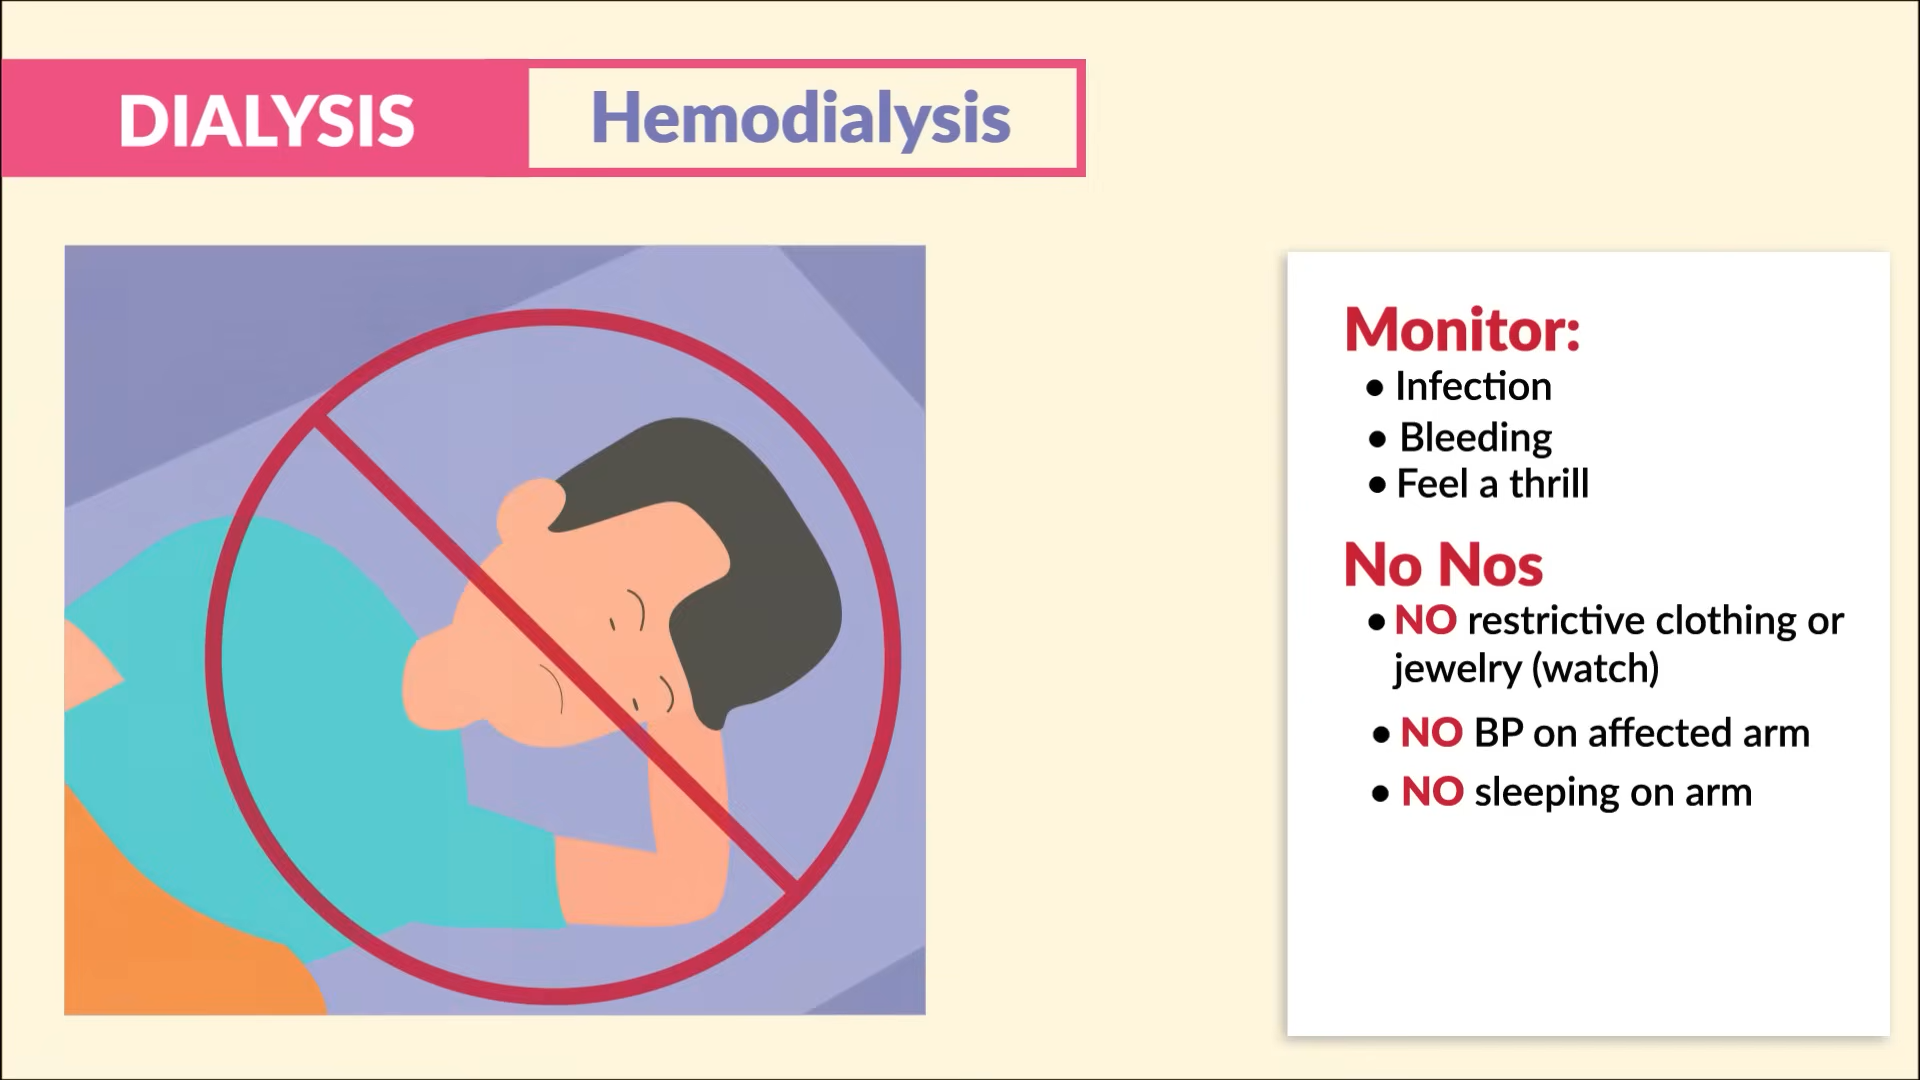 DIALYSIS Hemodialysis
Monitor:
• Infection
• Bleeding
• Feel a thrill
No Nos
• NO restrictive clothing or
jewelry (watch)
• NO BP on affected arm
• NO sleeping on arm